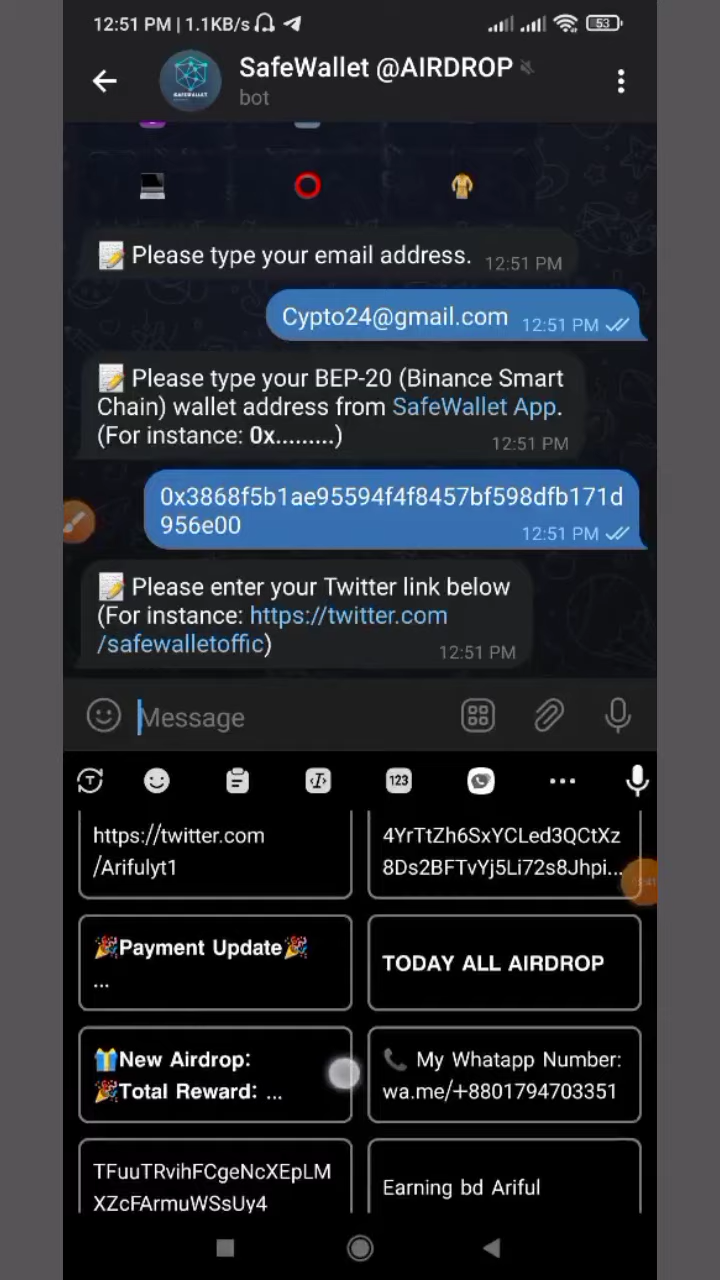 12:51 PM | 1.1KB/s
53
SafeWallet @AIRDROP
bot
SAFEWALLET
Please type your email address.
12:51 PM
Cypto24@gmail.com
12:51 PM
Please type your BEP-20 (Binance Smart
Chain) wallet address from SafeWallet App.
(For instance: 0x.........)
12:51 PM
0x3868f5b1ae95594f4f8457bf598dfb171d
956e00
12:51 PM
Please enter your Twitter link below
(For instance: https://twitter.com
/safewalletoffic)
12:51 PM
Message
123
https://twitter.com
/Arifulyt1
4YrTtZh6SxYCLed3QCtXz
8Ds2BFTvYj5Li72s8Jhpi...
🎉Payment Update🎉
...
TODAY ALL AIRDROP
🎁New Airdrop:
🎉Total Reward: ...
📞 My Whatapp Number:
wa.me/+8801794703351
TFuuTRvihFCgeNcXEpLM
XZcFArmuWSsUy4
Earning bd Ariful